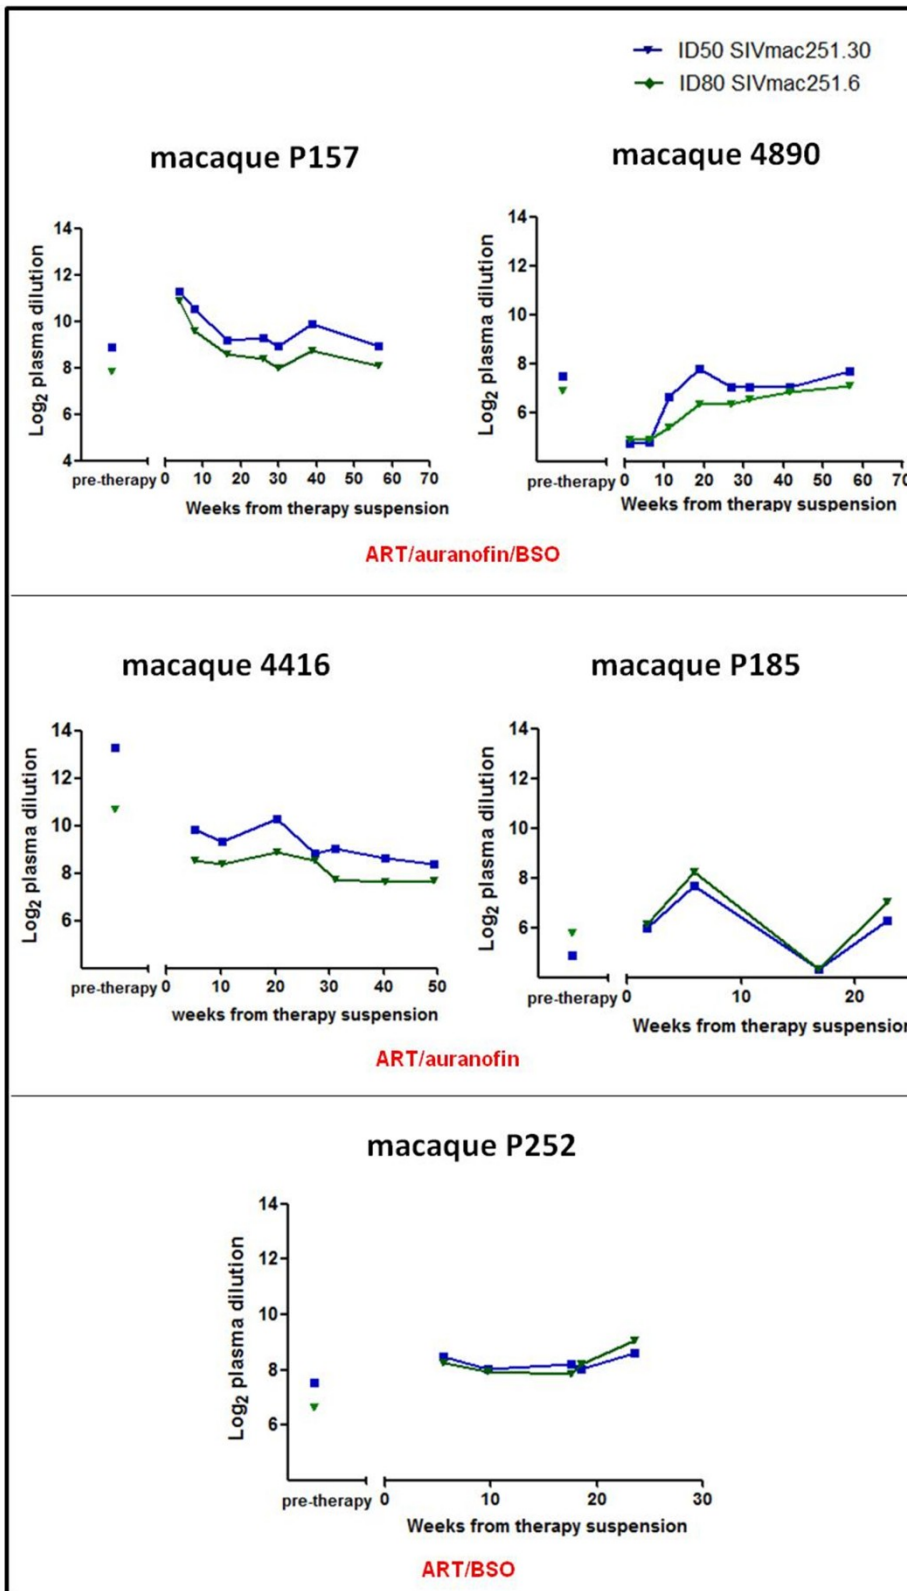 ID50 SIVmac251.30
ID80 SIVmac251.6
macaque P157
macaque 4890
Log2 plasma dilution
14
12
10
8
6
4
pre-therapy
0 10 20 30 40 50 60 70
Weeks from therapy suspension
Log2 plasma dilution
14
12
10
8
6
pre-therapy
0 10 20 30 40 50 60 70
Weeks from therapy suspension
ART/auranofin/BSO
macaque 4416
macaque P185
Log2 plasma dilution
14
12
10
8
6
pre-therapy
0 10 20 30 40 50
weeks from therapy suspension
Log2 plasma dilution
14
12
10
8
6
pre-therapy
0 10 20
Weeks from therapy suspension
ART/auranofin
macaque P252
Log2 plasma dilution
14
12
10
8
6
pre-therapy
0 10 20 30
Weeks from therapy suspension
ART/BSO